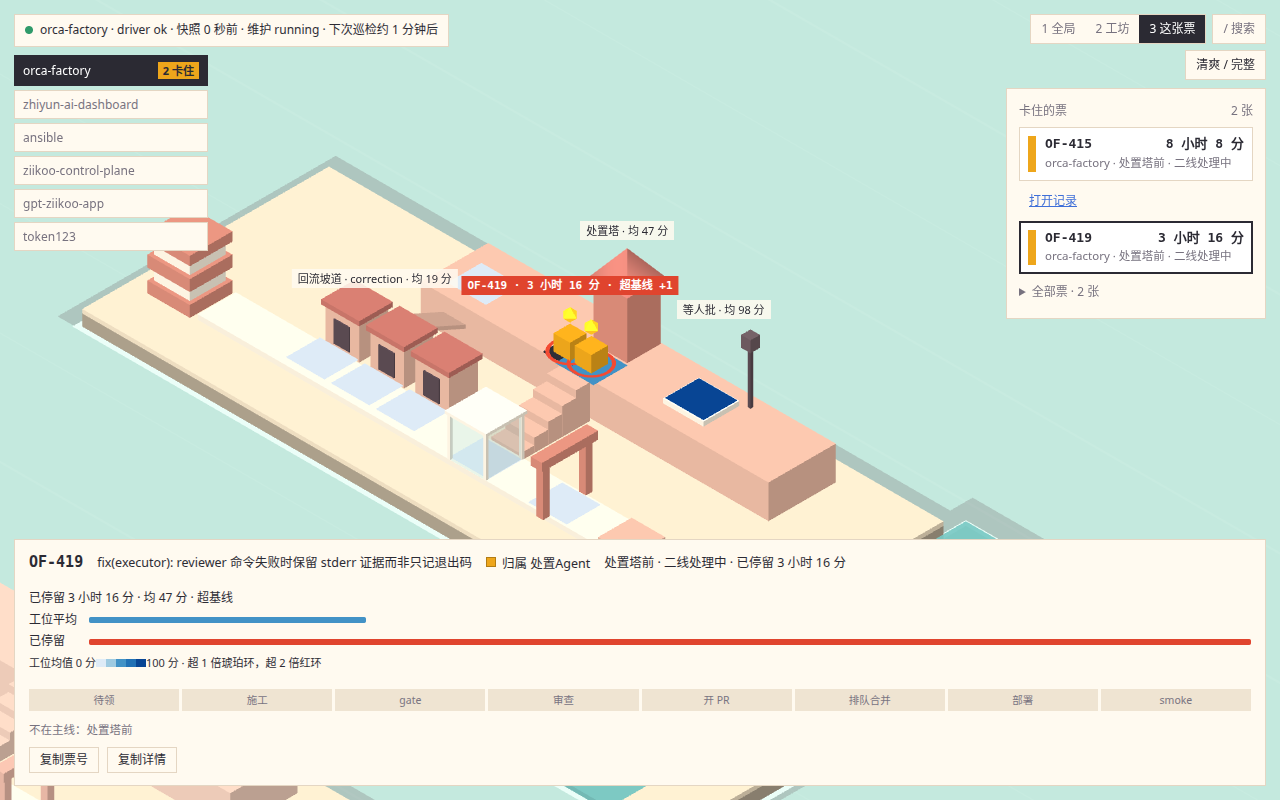 orca-factory · driver ok · 快照 0 秒前 · 维护 running · 下次巡检约 1 分钟后
1 全局 2 工坊 3 这张票 / 搜索
清爽 / 完整
orca-factory 2 卡住
zhiyun-ai-dashboard
ansible
ziikoo-control-plane
gpt-ziikoo-app
token123
卡住的票 2 张
OF-415 8 小时 8 分
orca-factory · 处置塔前 · 二线处理中
打开记录
OF-419 3 小时 16 分
orca-factory · 处置塔前 · 二线处理中
▶ 全部票 · 2 张
处置塔 · 均 47 分
回流坡道 · correction · 均 19 分
OF-419 · 3 小时 16 分 · 超基线 +1
等人批 · 均 98 分
OF-419 fix(executor): reviewer 命令失败时保留 stderr 证据而非只记退出码 归属 处置Agent 处置塔前 · 二线处理中 · 已停留 3 小时 16 分
已停留 3 小时 16 分 · 均 47 分 · 超基线
工位平均
已停留
工位均值 0 分 100 分 · 超 1 倍琥珀环，超 2 倍红环
待领 施工 gate 审查 开 PR 排队合并 部署 smoke
不在主线：处置塔前
复制票号 复制详情